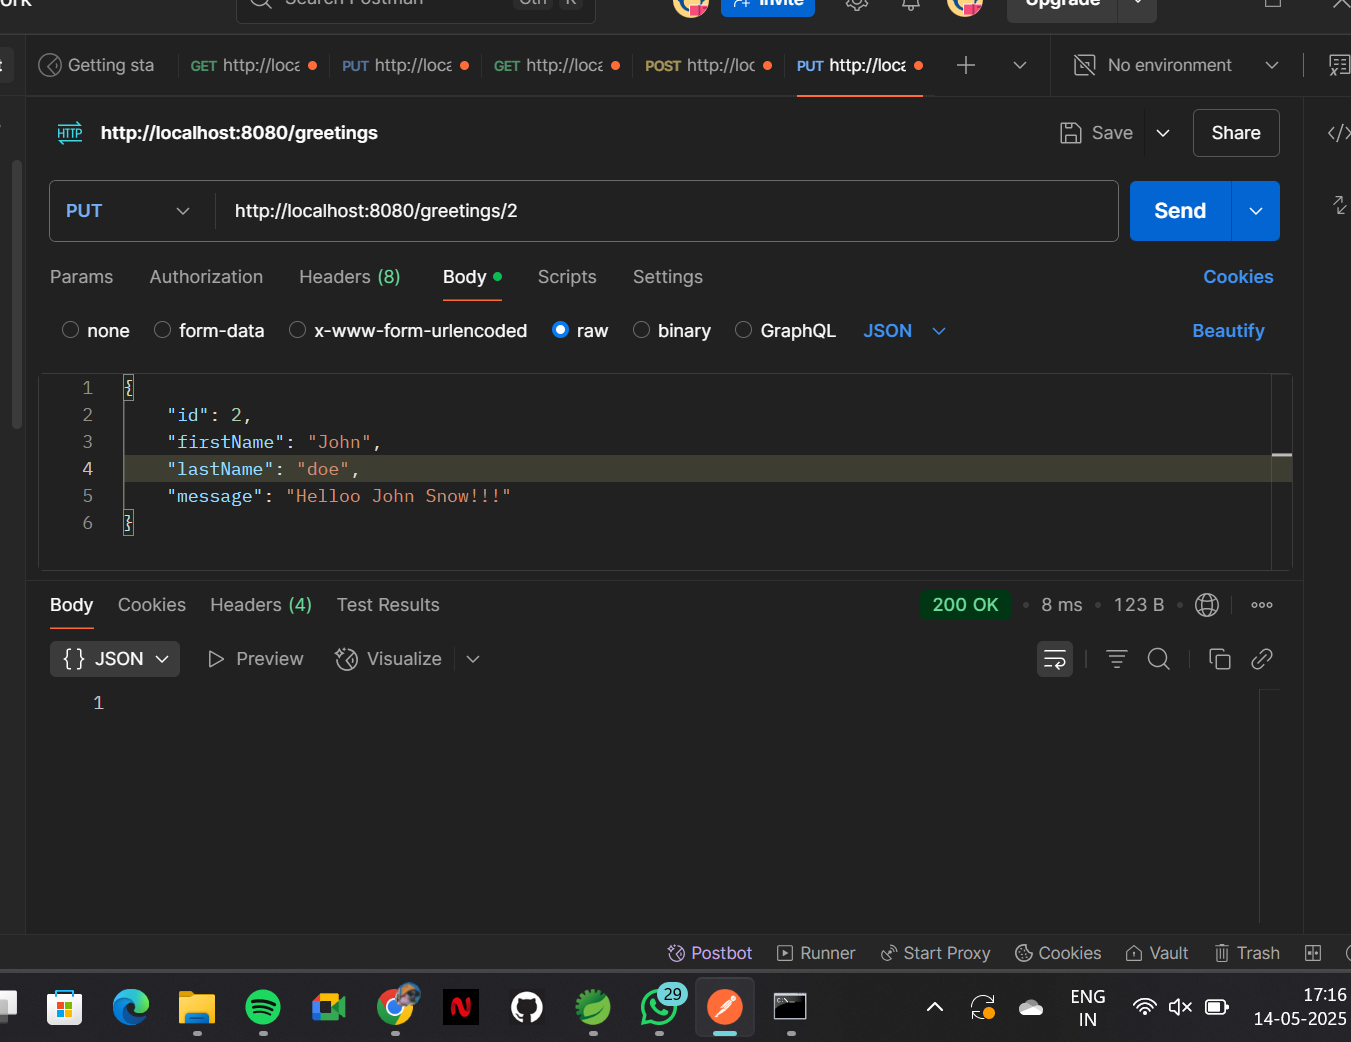 Search Postman
Ctrl K
Invite
Upgrade
Getting sta
GET http://loca
PUT http://loca
GET http://loca
POST http://loc
PUT http://loca
No environment
HTTP
http://localhost:8080/greetings
Save
Share
PUT
http://localhost:8080/greetings/2
Send
Params
Authorization
Headers (8)
Body
Scripts
Settings
Cookies
none
form-data
x-www-form-urlencoded
raw
binary
GraphQL
JSON
Beautify
1 {
2 "id": 2,
3 "firstName": "John",
4 "lastName": "doe",
5 "message": "Helloo John Snow!!!"
6 }
Body
Cookies
Headers (4)
Test Results
200 OK
8 ms
123 B
{} JSON
Preview
Visualize
1
Postbot
Runner
Start Proxy
Cookies
Vault
Trash
29
ENG
IN
17:16
14-05-2025